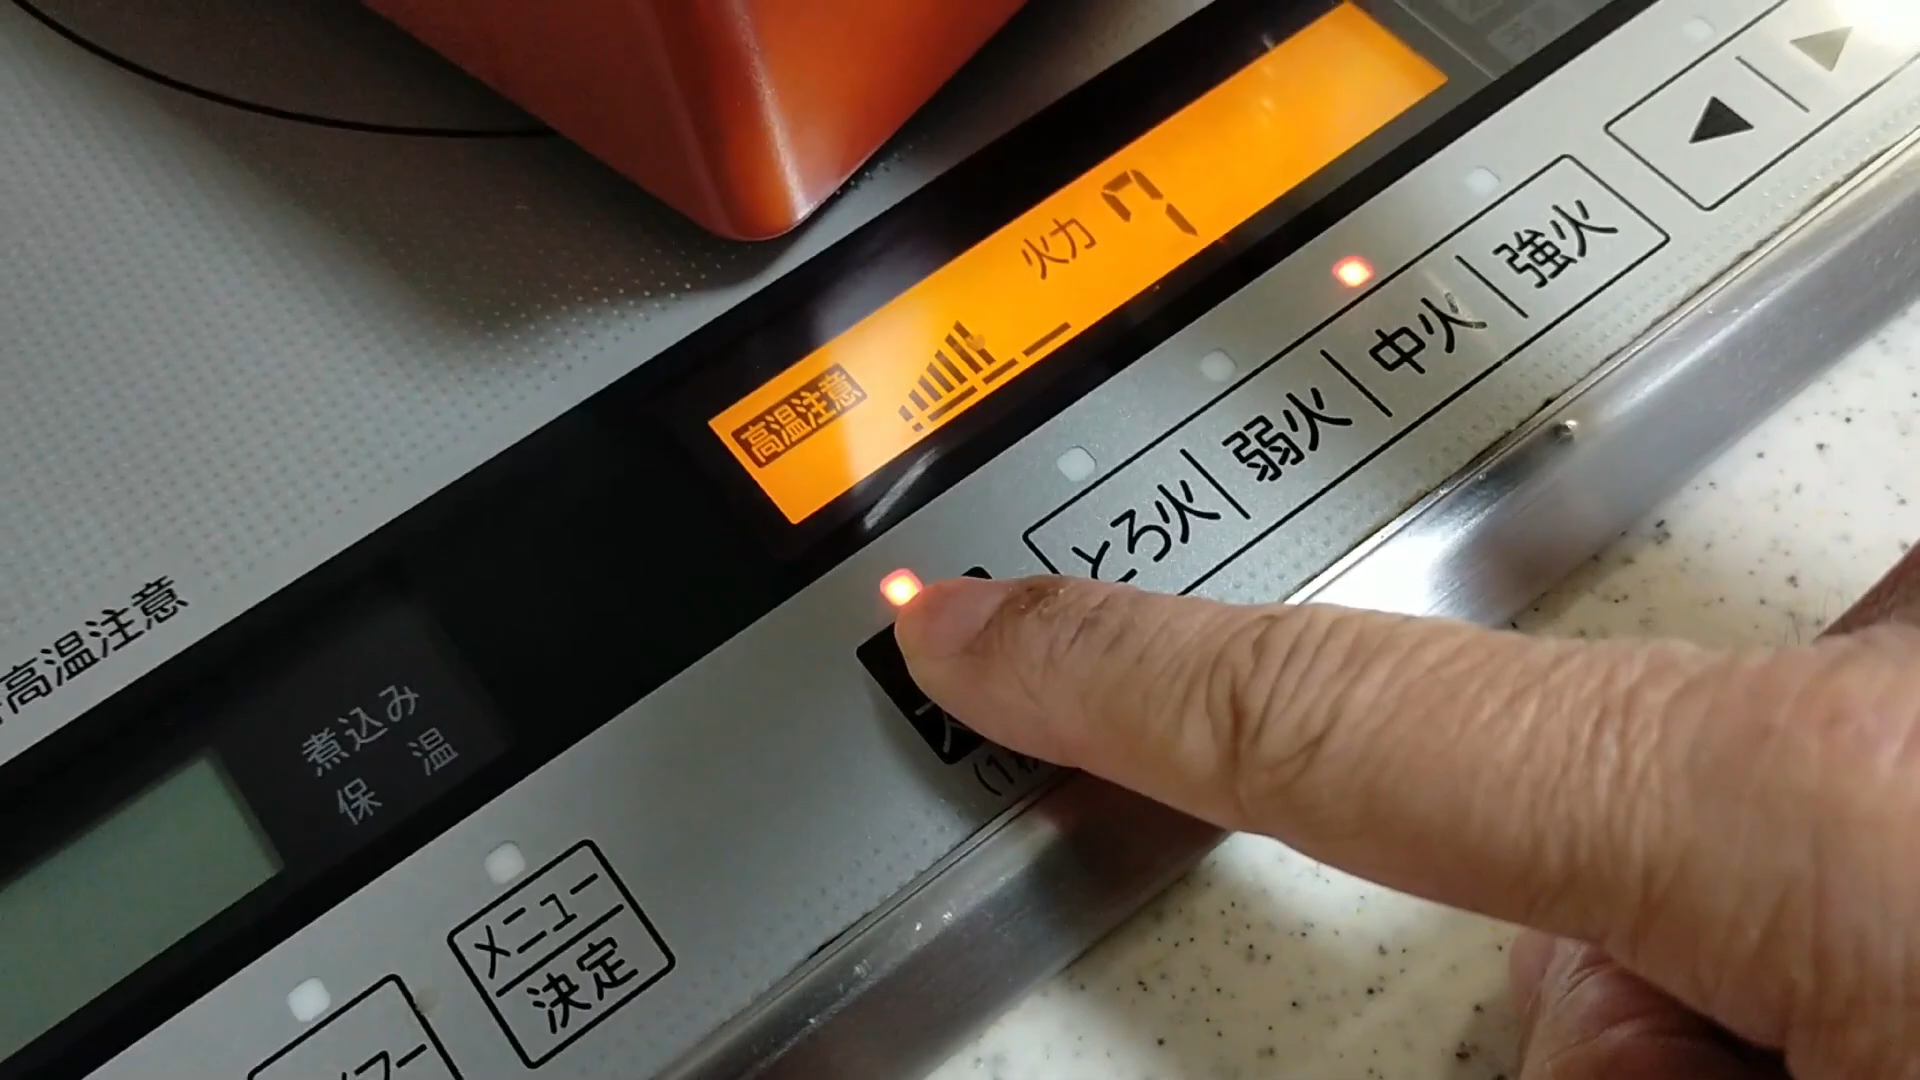 高温注意
火力 7
とろ火 弱火 中火 強火
高温注意
煮込み
保温
メニュー
決定